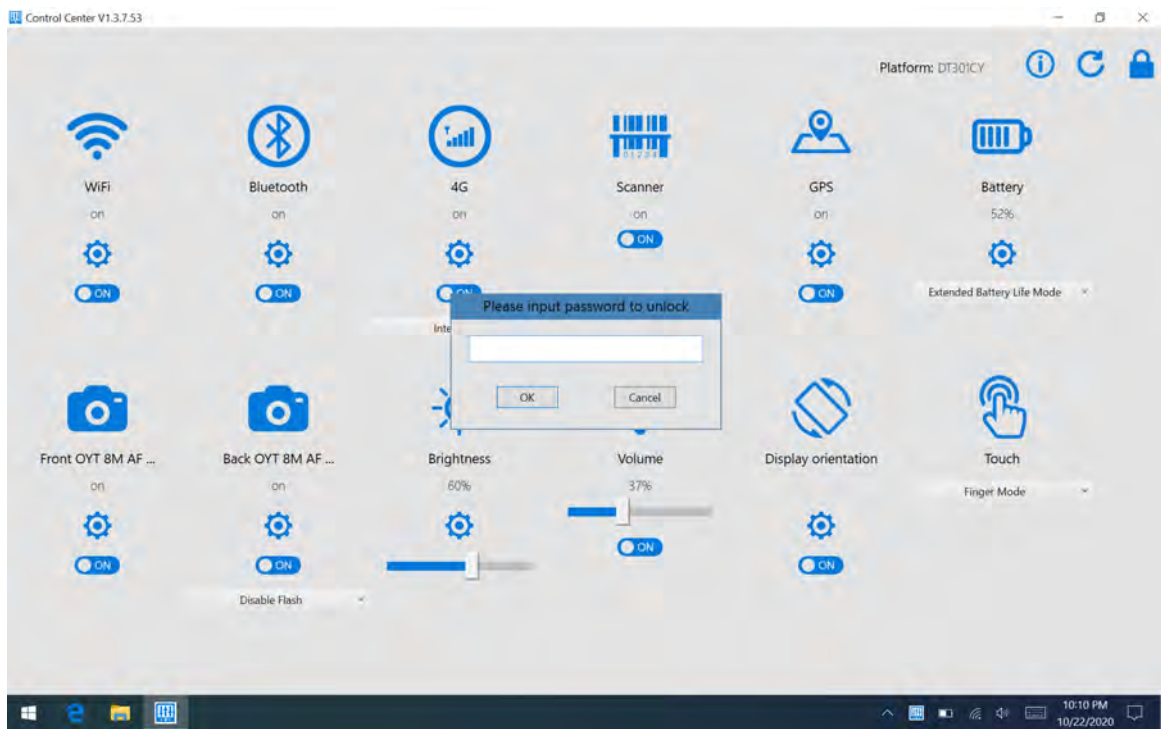 Control Center V1.3.7.53
Platform: DT301CY
WiFi Bluetooth 4G Scanner GPS Battery
on on on on on 52%
ON
ON ON ON ON Extended Battery Life Mode
Please input password to unlock
Inte
OK Cancel
Front OYT 8M AF ... Back OYT 8M AF ... Brightness Volume Display orientation Touch
on on 60% 37% Finger Mode
ON
ON ON ON
Disable Flash
10:10 PM
10/22/2020